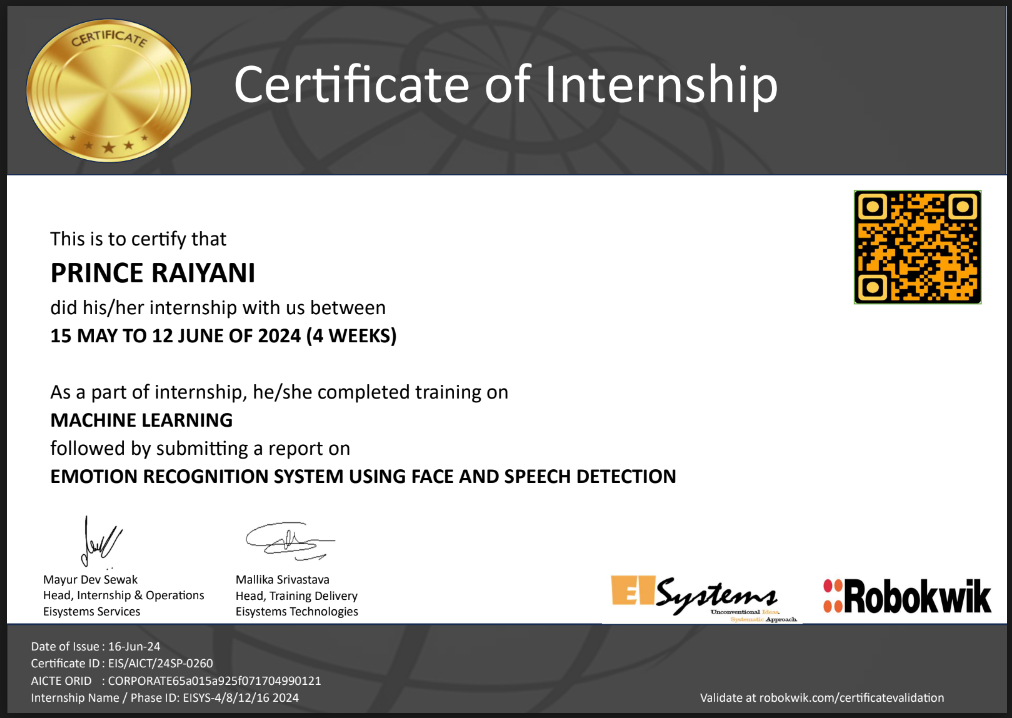 CERTIFICATE
Certificate of Internship
This is to certify that
PRINCE RAIYANI
did his/her internship with us between
15 MAY TO 12 JUNE OF 2024 (4 WEEKS)
As a part of internship, he/she completed training on
MACHINE LEARNING
followed by submitting a report on
EMOTION RECOGNITION SYSTEM USING FACE AND SPEECH DETECTION
Mayur Dev Sewak
Head, Internship & Operations
Eisystems Services
Mallika Srivastava
Head, Training Delivery
Eisystems Technologies
EISystems
Unconventional Ideas.
Systematic Approach
Robokwik
Date of Issue : 16-Jun-24
Certificate ID : EIS/AICT/24SP-0260
AICTE ORID : CORPORATE65a015a925f071704990121
Internship Name / Phase ID: EISYS-4/8/12/16 2024
Validate at robokwik.com/certificatevalidation